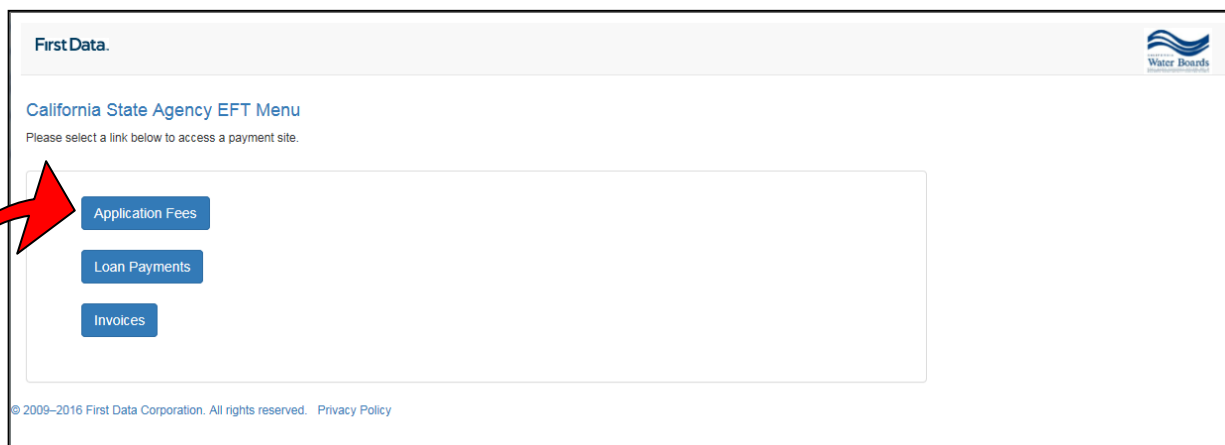 First Data.
Water Boards
California State Agency EFT Menu
Please select a link below to access a payment site.
Application Fees
Loan Payments
Invoices
© 2009–2016 First Data Corporation. All rights reserved. Privacy Policy